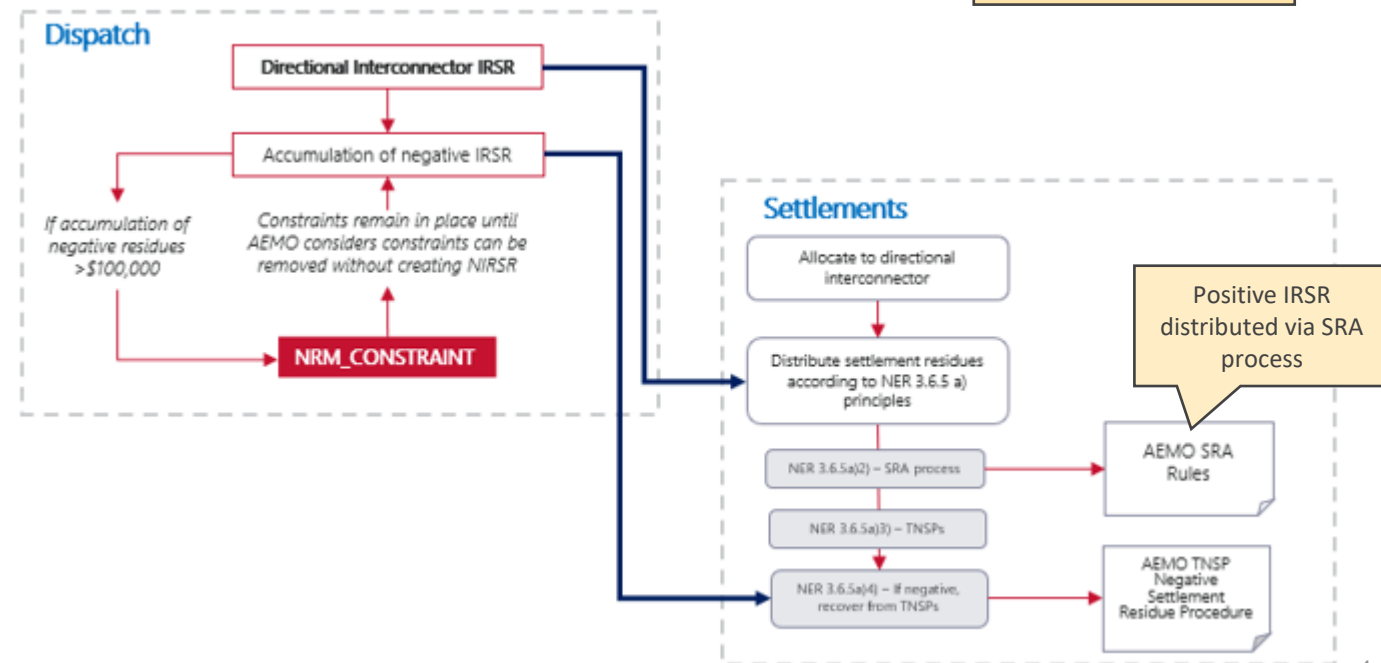 Dispatch
Directional Interconnector IRSR
Accumulation of negative IRSR
If accumulation of
negative residues
>$100,000
Constraints remain in place until
AEMO considers constraints can be
removed without creating NIRSR
NRM_CONSTRAINT
Settlements
Allocate to directional
interconnector
Distribute settlement residues
according to NER 3.6.5 a)
principles
NER 3.6.5a)2) – SRA process
NER 3.6.5a)3) – TNSPs
NER 3.6.5a)4) – If negative,
recover from TNSPs
Positive IRSR
distributed via SRA
process
AEMO SRA
Rules
AEMO TNSP
Negative
Settlement
Residue Procedure